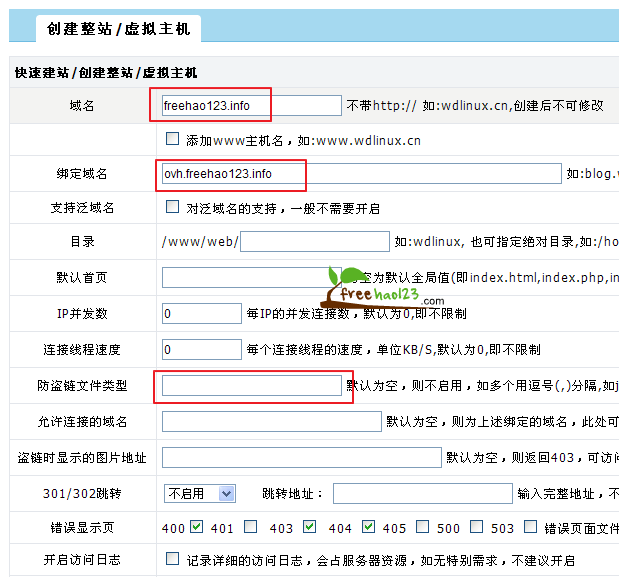 创建整站/虚拟主机
快速建站/创建整站/虚拟主机
域名 freehao123.info 不带http:// 如:wdlinux.cn,创建后不可修改
添加www主机名，如:www.wdlinux.cn
绑定域名 ovh.freehao123.info 如:blog.
支持泛域名 对泛域名的支持，一般不需要开启
目录 /www/web/ 如:wdlinux, 也可指定绝对目录,如:/ho
默认首页 空为默认全局值(即index.html,index.php,in
freehao123.com
IP并发数 0 每IP的并发连接数，默认为0,即不限制
连接线程速度 0 每个连接线程的速度，单位KB/S,默认为0,即不限制
防盗链文件类型 默认为空，则不启用，如多个用逗号(,)分隔,如j
允许连接的域名 默认为空，则为上述绑定的域名，此处可
盗链时显示的图片地址 默认为空，则返回403，可访问
301/302跳转 不启用 跳转地址： 输入完整地址，不
错误显示页 400 401 403 404 405 500 503 错误页面文件
开启访问日志 记录详细的访问日志，会占服务器资源，如无特别需求，不建议开启